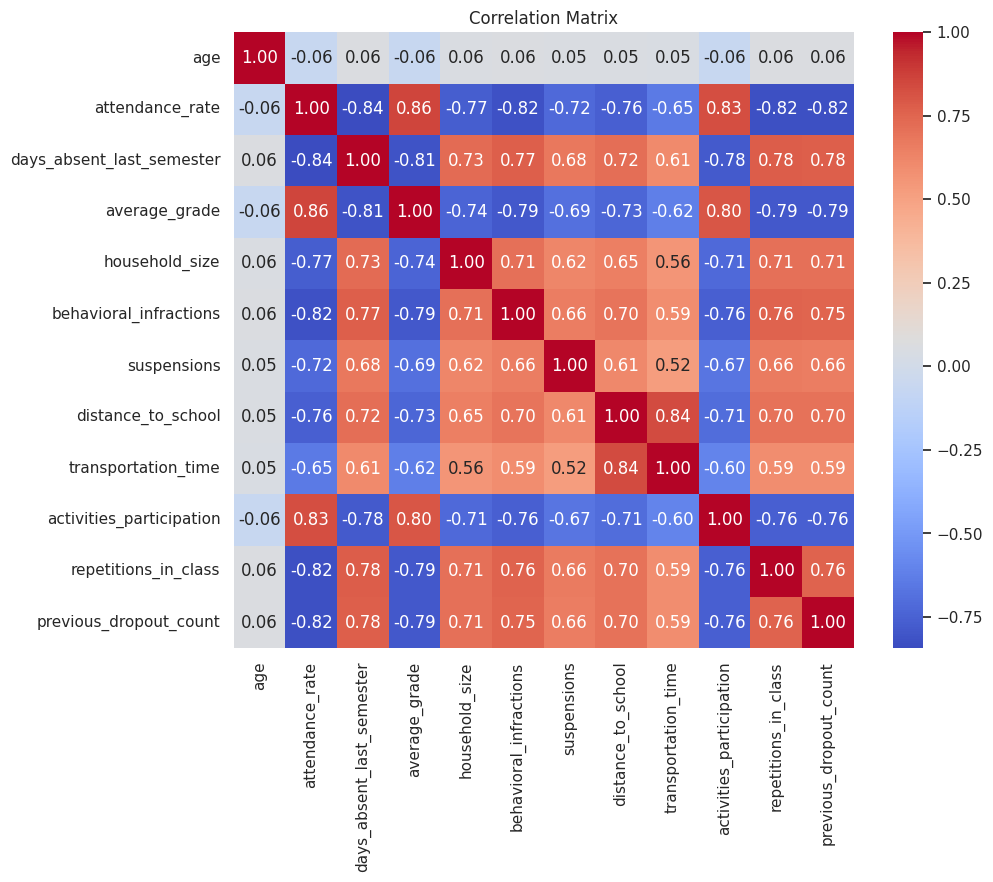 Correlation Matrix
age 1.00 -0.06 0.06 -0.06 0.06 0.06 0.05 0.05 0.05 -0.06 0.06 0.06
attendance_rate -0.06 1.00 -0.84 0.86 -0.77 -0.82 -0.72 -0.76 -0.65 0.83 -0.82 -0.82
days_absent_last_semester 0.06 -0.84 1.00 -0.81 0.73 0.77 0.68 0.72 0.61 -0.78 0.78 0.78
average_grade -0.06 0.86 -0.81 1.00 -0.74 -0.79 -0.69 -0.73 -0.62 0.80 -0.79 -0.79
household_size 0.06 -0.77 0.73 -0.74 1.00 0.71 0.62 0.65 0.56 -0.71 0.71 0.71
behavioral_infractions 0.06 -0.82 0.77 -0.79 0.71 1.00 0.66 0.70 0.59 -0.76 0.76 0.75
suspensions 0.05 -0.72 0.68 -0.69 0.62 0.66 1.00 0.61 0.52 -0.67 0.66 0.66
distance_to_school 0.05 -0.76 0.72 -0.73 0.65 0.70 0.61 1.00 0.84 -0.71 0.70 0.70
transportation_time 0.05 -0.65 0.61 -0.62 0.56 0.59 0.52 0.84 1.00 -0.60 0.59 0.59
activities_participation -0.06 0.83 -0.78 0.80 -0.71 -0.76 -0.67 -0.71 -0.60 1.00 -0.76 -0.76
repetitions_in_class 0.06 -0.82 0.78 -0.79 0.71 0.76 0.66 0.70 0.59 -0.76 1.00 0.76
previous_dropout_count 0.06 -0.82 0.78 -0.79 0.71 0.75 0.66 0.70 0.59 -0.76 0.76 1.00
age
attendance_rate
days_absent_last_semester
average_grade
household_size
behavioral_infractions
suspensions
distance_to_school
transportation_time
activities_participation
repetitions_in_class
previous_dropout_count
1.00
0.75
0.50
0.25
0.00
−0.25
−0.50
−0.75